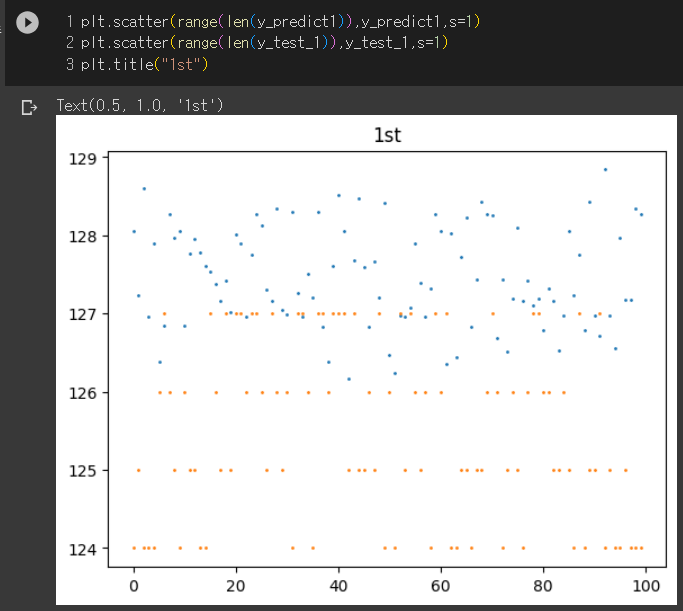 1 plt.scatter(range(len(y_predict1)),y_predict1,s=1)
2 plt.scatter(range(len(y_test_1)),y_test_1,s=1)
3 plt.title("1st")
Text(0.5, 1.0, '1st')
1st
129
128
127
126
125
124
0 20 40 60 80 100